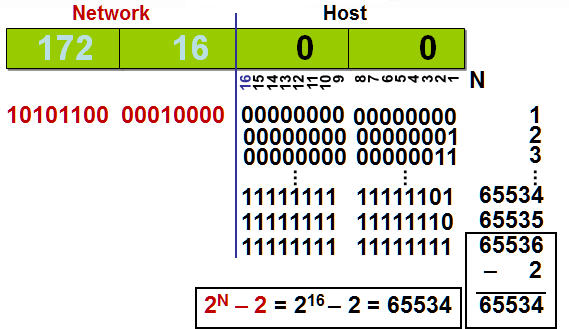 Network Host
172 16 0 0
16 15 14 13 12 11 10 9 8 7 6 5 4 3 2 1 N
10101100 00010000 00000000 00000000 1
00000000 00000001 2
00000000 00000011 3
⋮ ⋮ ⋮
11111111 11111101 65534
11111111 11111110 65535
11111111 11111111 65536
– 2
2ᴺ – 2 = 2¹⁶ – 2 = 65534 65534